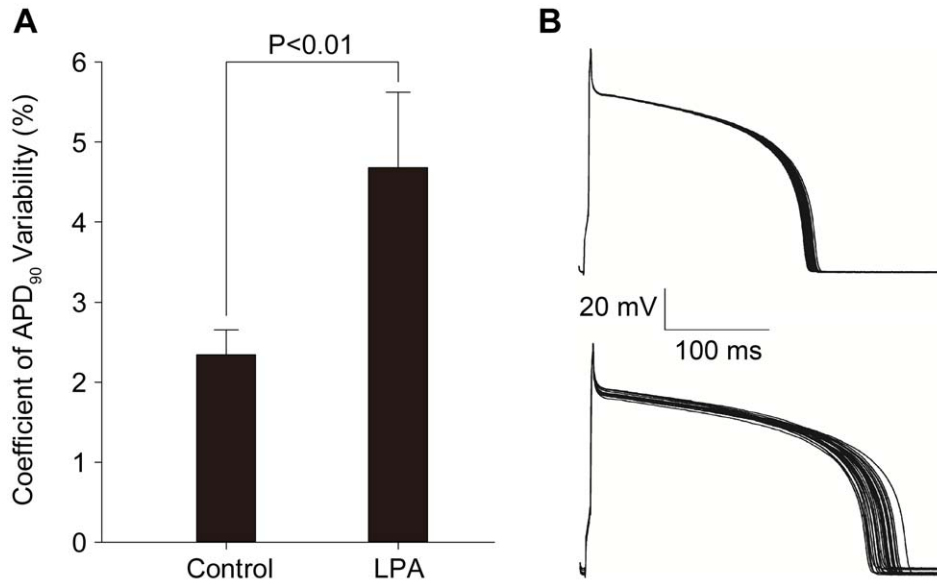 A
P<0.01
Coefficient of APD90 Variability (%)
6
5
4
3
2
1
0
Control LPA
B
20 mV
100 ms